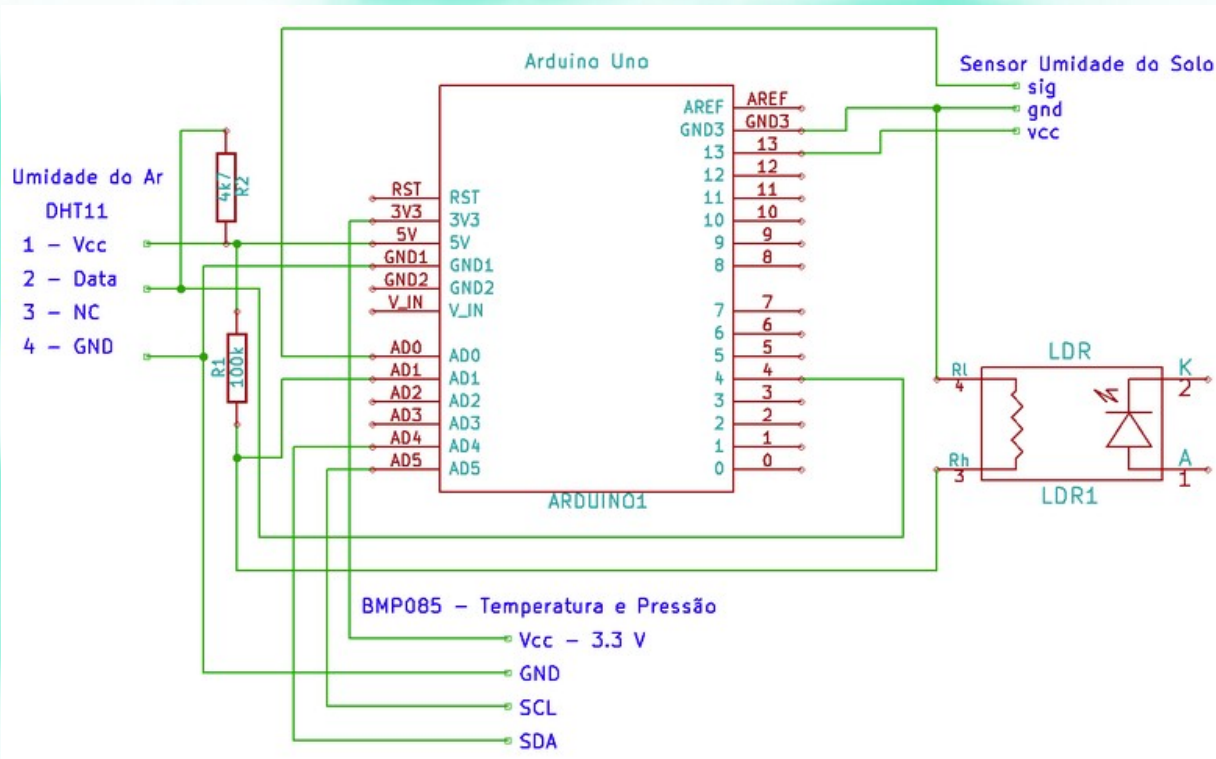 Arduino Uno
Sensor Umidade do Solo
sig
gnd
vcc
Umidade do Ar
DHT11
1 - Vcc
2 - Data
3 - NC
4 - GND
4k7
R2
R1
100k
RST
3V3
5V
GND1
GND2
V_IN
AD0
AD1
AD2
AD3
AD4
AD5
RST
3V3
5V
GND1
GND2
V_IN
AD0
AD1
AD2
AD3
AD4
AD5
AREF
GND3
13
12
11
10
9
8
7
6
5
4
3
2
1
0
AREF
GND3
13
12
11
10
9
8
7
6
5
4
3
2
1
0
ARDUINO1
LDR
Rl
4
K
2
Rh
3
A
1
LDR1
BMP085 - Temperatura e Pressão
Vcc - 3.3 V
GND
SCL
SDA